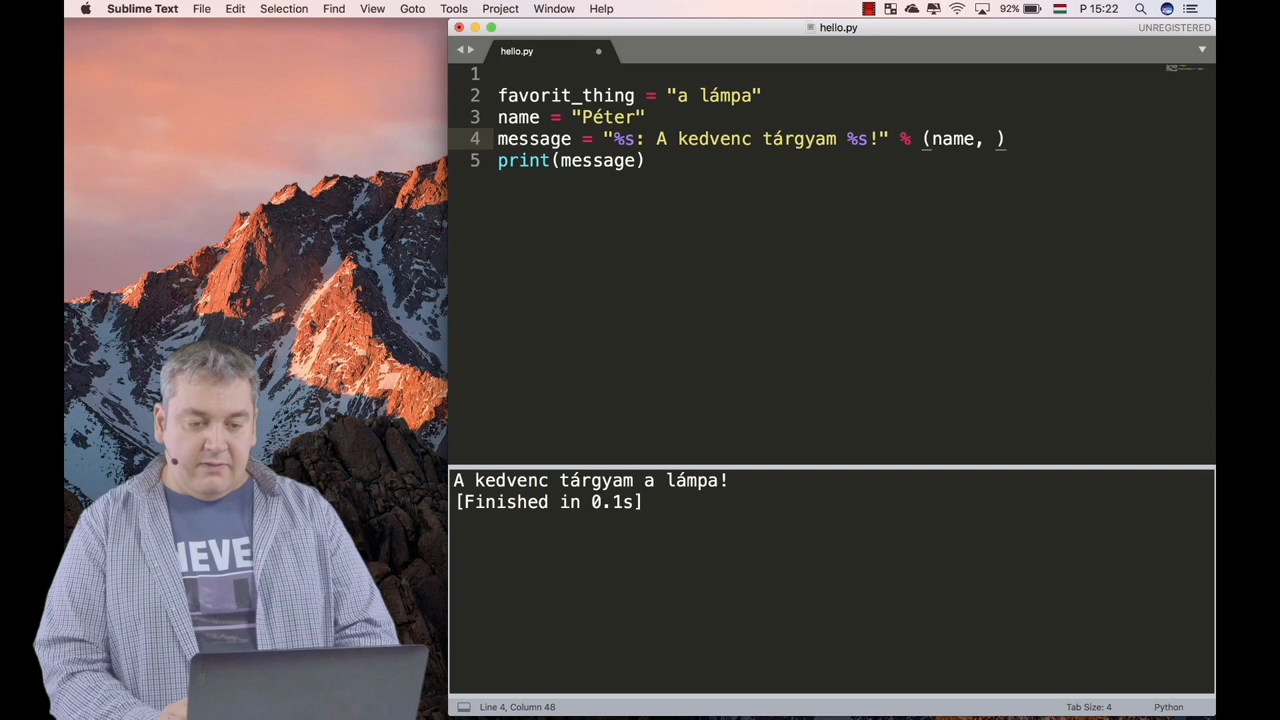 Sublime Text File Edit Selection Find View Goto Tools Project Window Help 92% P 15:22
hello.py
UNREGISTERED
hello.py
1
2 favorit_thing = "a lámpa"
3 name = "Péter"
4 message = "%s: A kedvenc tárgyam %s!" % (name, )
5 print(message)
A kedvenc tárgyam a lámpa!
[Finished in 0.1s]
IEVE
Line 4, Column 48 Tab Size: 4 Python